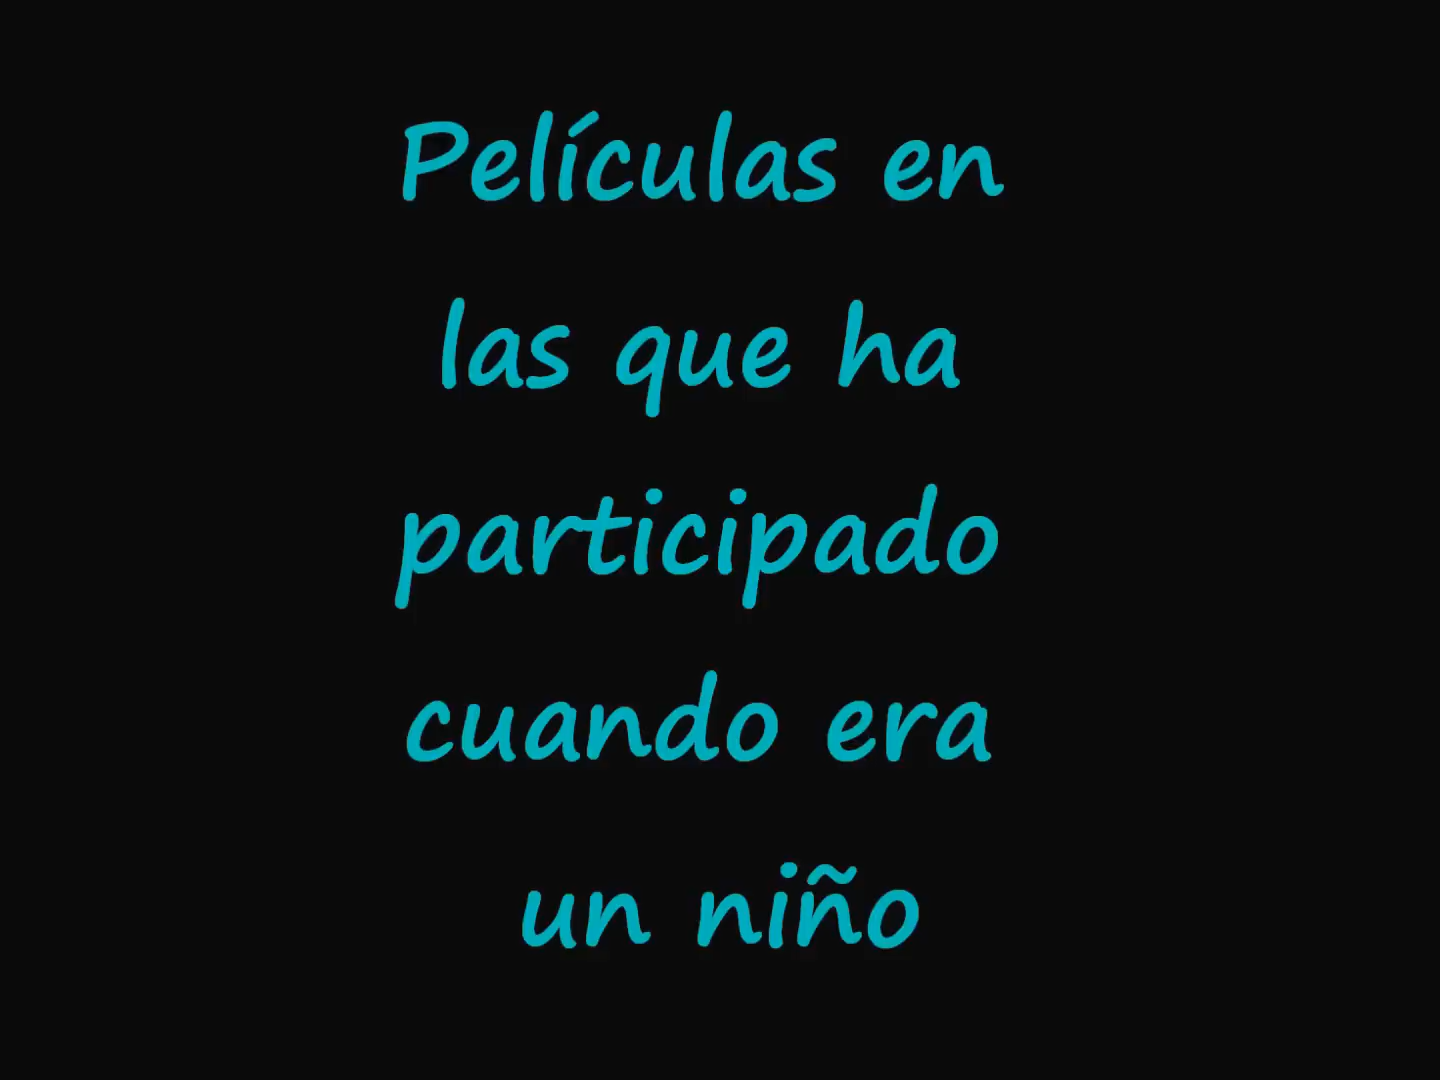 Películas en
las que ha
participado
cuando era
un niño